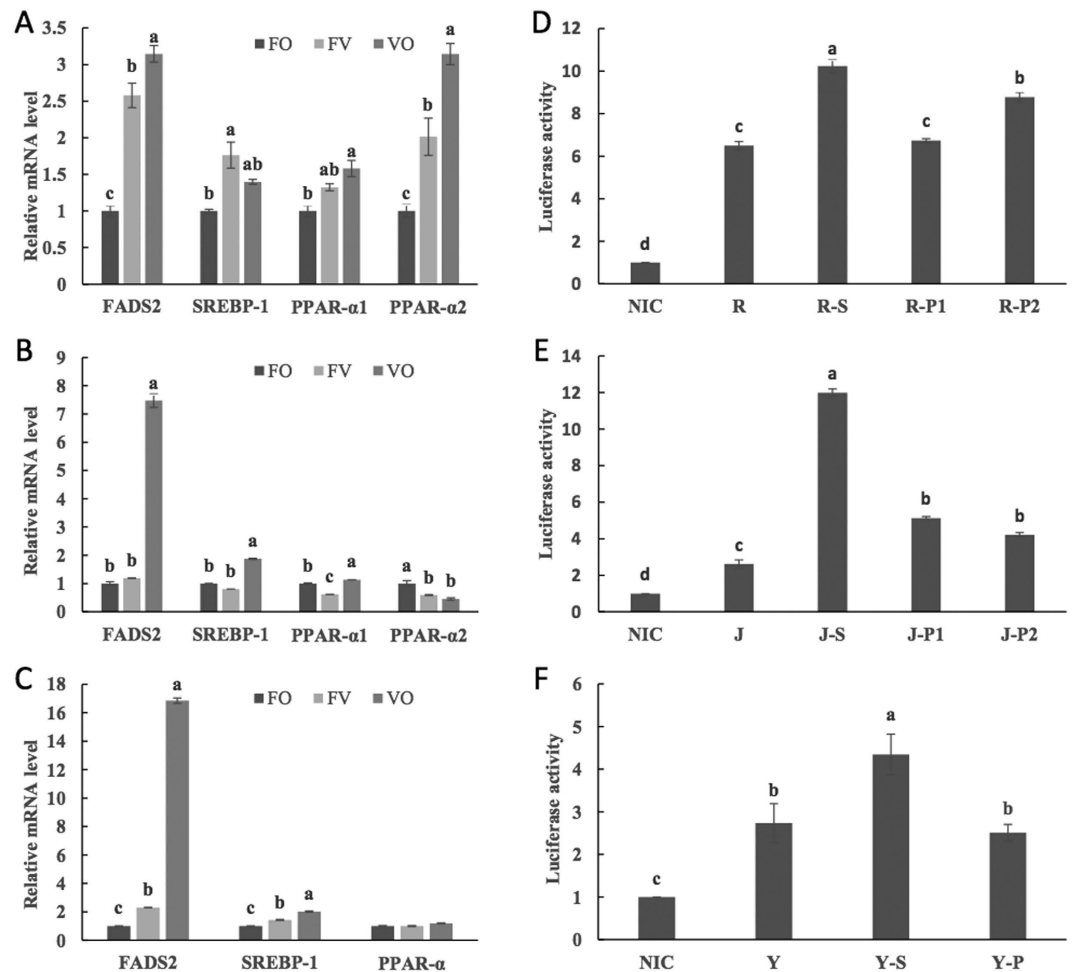 A
Relative mRNA level
3.5
3
2.5
2
1.5
1
0.5
0
FO FV VO
c b a
b a ab
b ab a
c b a
FADS2 SREBP-1 PPAR-α1 PPAR-α2
D
Luciferase activity
12
10
8
6
4
2
0
d c a c b
NIC R R-S R-P1 R-P2
B
Relative mRNA level
9
8
7
6
5
4
3
2
1
0
FO FV VO
b b a
b b a
b c a
a b b
FADS2 SREBP-1 PPAR-α1 PPAR-α2
E
Luciferase activity
14
12
10
8
6
4
2
0
d c a b b
NIC J J-S J-P1 J-P2
C
Relative mRNA level
18
16
14
12
10
8
6
4
2
0
FO FV VO
c b a
c b a
FADS2 SREBP-1 PPAR-α
F
Luciferase activity
6
5
4
3
2
1
0
c b a b
NIC Y Y-S Y-P